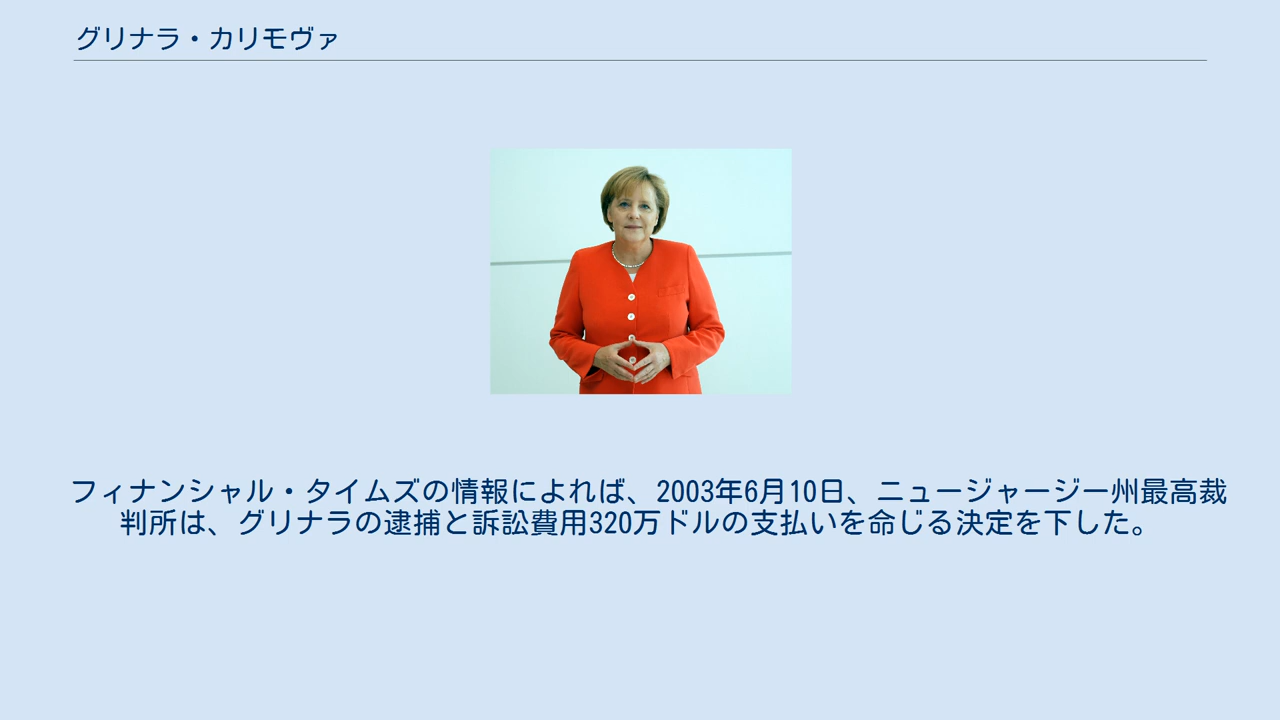 グリナラ・カリモヴァ
フィナンシャル・タイムズの情報によれば、2003年6月10日、ニュージャージー州最高裁
判所は、グリナラの逮捕と訴訟費用320万ドルの支払いを命じる決定を下した。